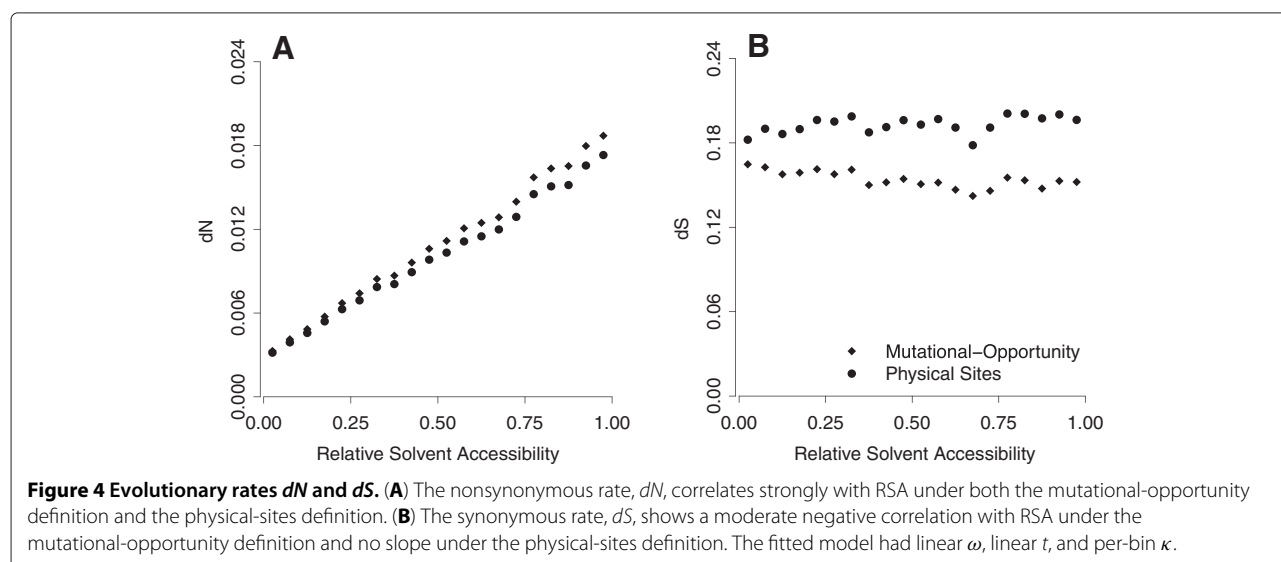 A
0.024
0.018
0.012
0.006
0.000
dN
0.00 0.25 0.50 0.75 1.00
Relative Solvent Accessibility
B
0.24
0.18
0.12
0.06
0.00
dS
Mutational−Opportunity
Physical Sites
0.00 0.25 0.50 0.75 1.00
Relative Solvent Accessibility
Figure 4 Evolutionary rates dN and dS. (A) The nonsynonymous rate, dN, correlates strongly with RSA under both the mutational-opportunity
definition and the physical-sites definition. (B) The synonymous rate, dS, shows a moderate negative correlation with RSA under the
mutational-opportunity definition and no slope under the physical-sites definition. The fitted model had linear ω, linear t, and per-bin κ.